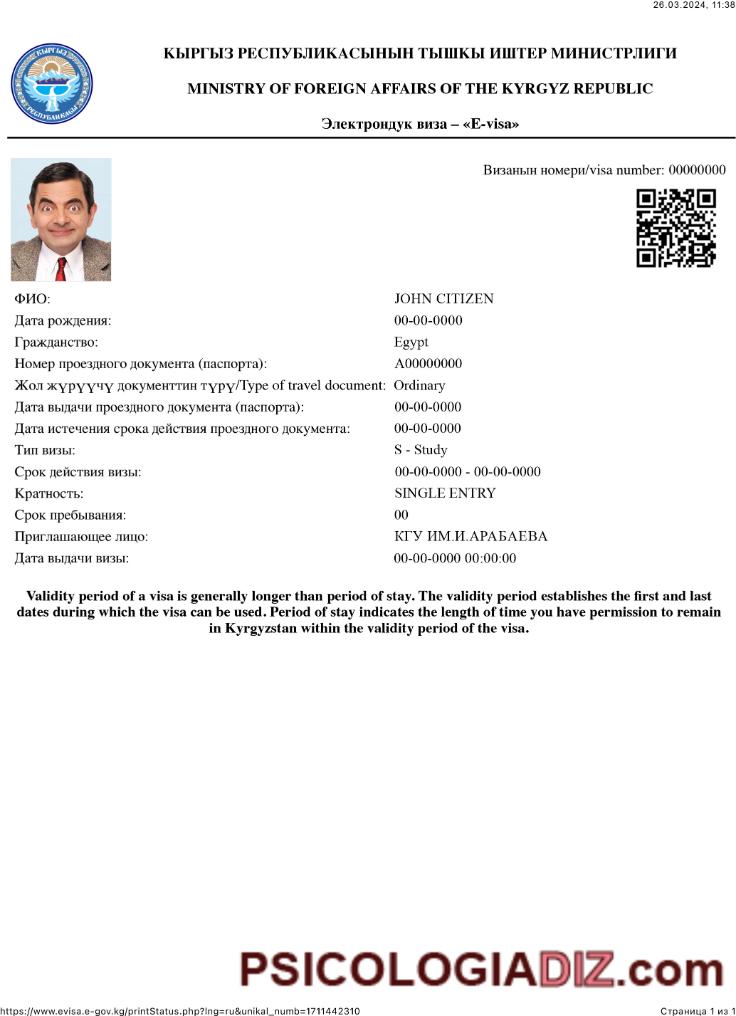 26.03.2024, 11:38
КЫРГЫЗ РЕСПУБЛИКАСЫНЫН ТЫШКЫ ИШТЕР МИНИСТРЛИГИ
MINISTRY OF FOREIGN AFFAIRS OF THE KYRGYZ REPUBLIC
Электрондук виза – «E-visa»
КЫРГЫЗ
РЕСПУБЛИКАСЫ
Визанын номери/visa number: 00000000
ФИО: JOHN CITIZEN
Дата рождения: 00-00-0000
Гражданство: Egypt
Номер проездного документа (паспорта): A00000000
Жол жүрүүчү документтин түрү/Type of travel document: Ordinary
Дата выдачи проездного документа (паспорта): 00-00-0000
Дата истечения срока действия проездного документа: 00-00-0000
Тип визы: S - Study
Срок действия визы: 00-00-0000 - 00-00-0000
Кратность: SINGLE ENTRY
Срок пребывания: 00
Приглашающее лицо: КГУ ИМ.И.АРАБАЕВА
Дата выдачи визы: 00-00-0000 00:00:00
Validity period of a visa is generally longer than period of stay. The validity period establishes the first and last
dates during which the visa can be used. Period of stay indicates the length of time you have permission to remain
in Kyrgyzstan within the validity period of the visa.
PSICOLOGIADIZ.com
https://www.evisa.e-gov.kg/printStatus.php?lng=ru&unikal_numb=1711442310 Страница 1 из 1